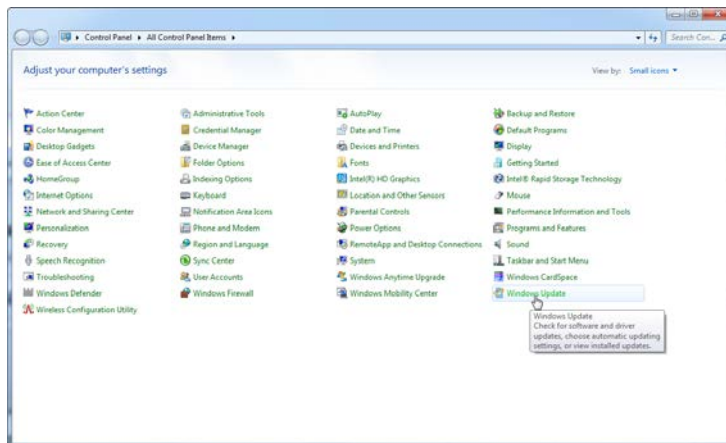 Control Panel ▸ All Control Panel Items ▸
Search Con...
Adjust your computer's settings
View by: Small icons
Action Center
Administrative Tools
AutoPlay
Backup and Restore
Color Management
Credential Manager
Date and Time
Default Programs
Desktop Gadgets
Device Manager
Devices and Printers
Display
Ease of Access Center
Folder Options
Fonts
Getting Started
HomeGroup
Indexing Options
Intel(R) HD Graphics
Intel® Rapid Storage Technology
Internet Options
Keyboard
Location and Other Sensors
Mouse
Network and Sharing Center
Notification Area Icons
Parental Controls
Performance Information and Tools
Personalization
Phone and Modem
Power Options
Programs and Features
Recovery
Region and Language
RemoteApp and Desktop Connections
Sound
Speech Recognition
Sync Center
System
Taskbar and Start Menu
Troubleshooting
User Accounts
Windows Anytime Upgrade
Windows CardSpace
Windows Defender
Windows Firewall
Windows Mobility Center
Windows Update
Wireless Configuration Utility
Windows Update
Check for software and driver
updates, choose automatic updating
settings, or view installed updates.